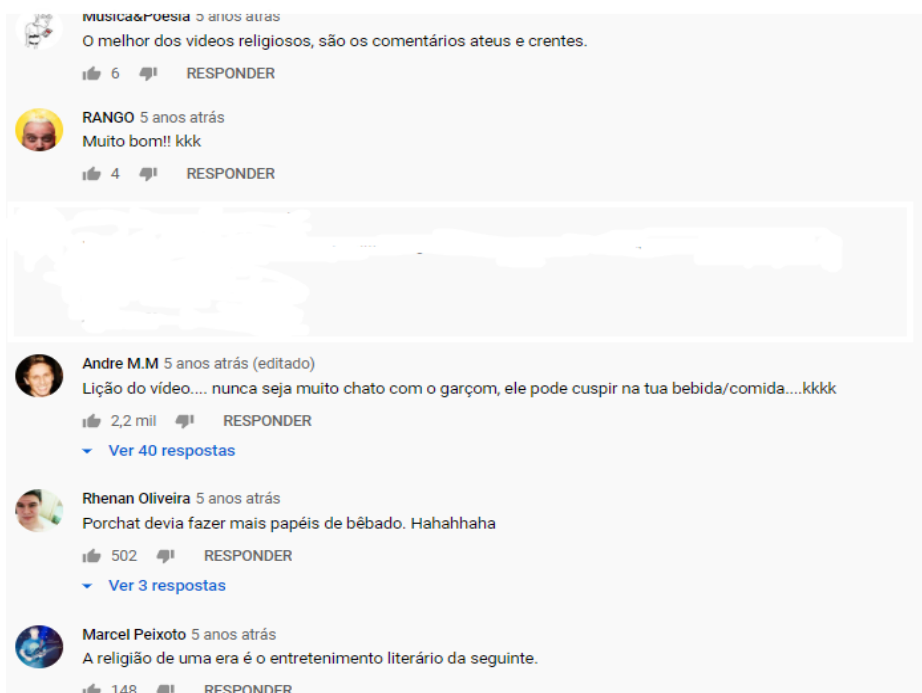 Musica&Poesia 5 anos atrás
O melhor dos videos religiosos, são os comentários ateus e crentes.
6 RESPONDER
RANGO 5 anos atrás
Muito bom!! kkk
4 RESPONDER
Andre M.M 5 anos atrás (editado)
Lição do vídeo.... nunca seja muito chato com o garçom, ele pode cuspir na tua bebida/comida....kkkk
2,2 mil RESPONDER
Ver 40 respostas
Rhenan Oliveira 5 anos atrás
Porchat devia fazer mais papéis de bêbado. Hahahhaha
502 RESPONDER
Ver 3 respostas
Marcel Peixoto 5 anos atrás
A religião de uma era é o entretenimento literário da seguinte.
148 RESPONDER